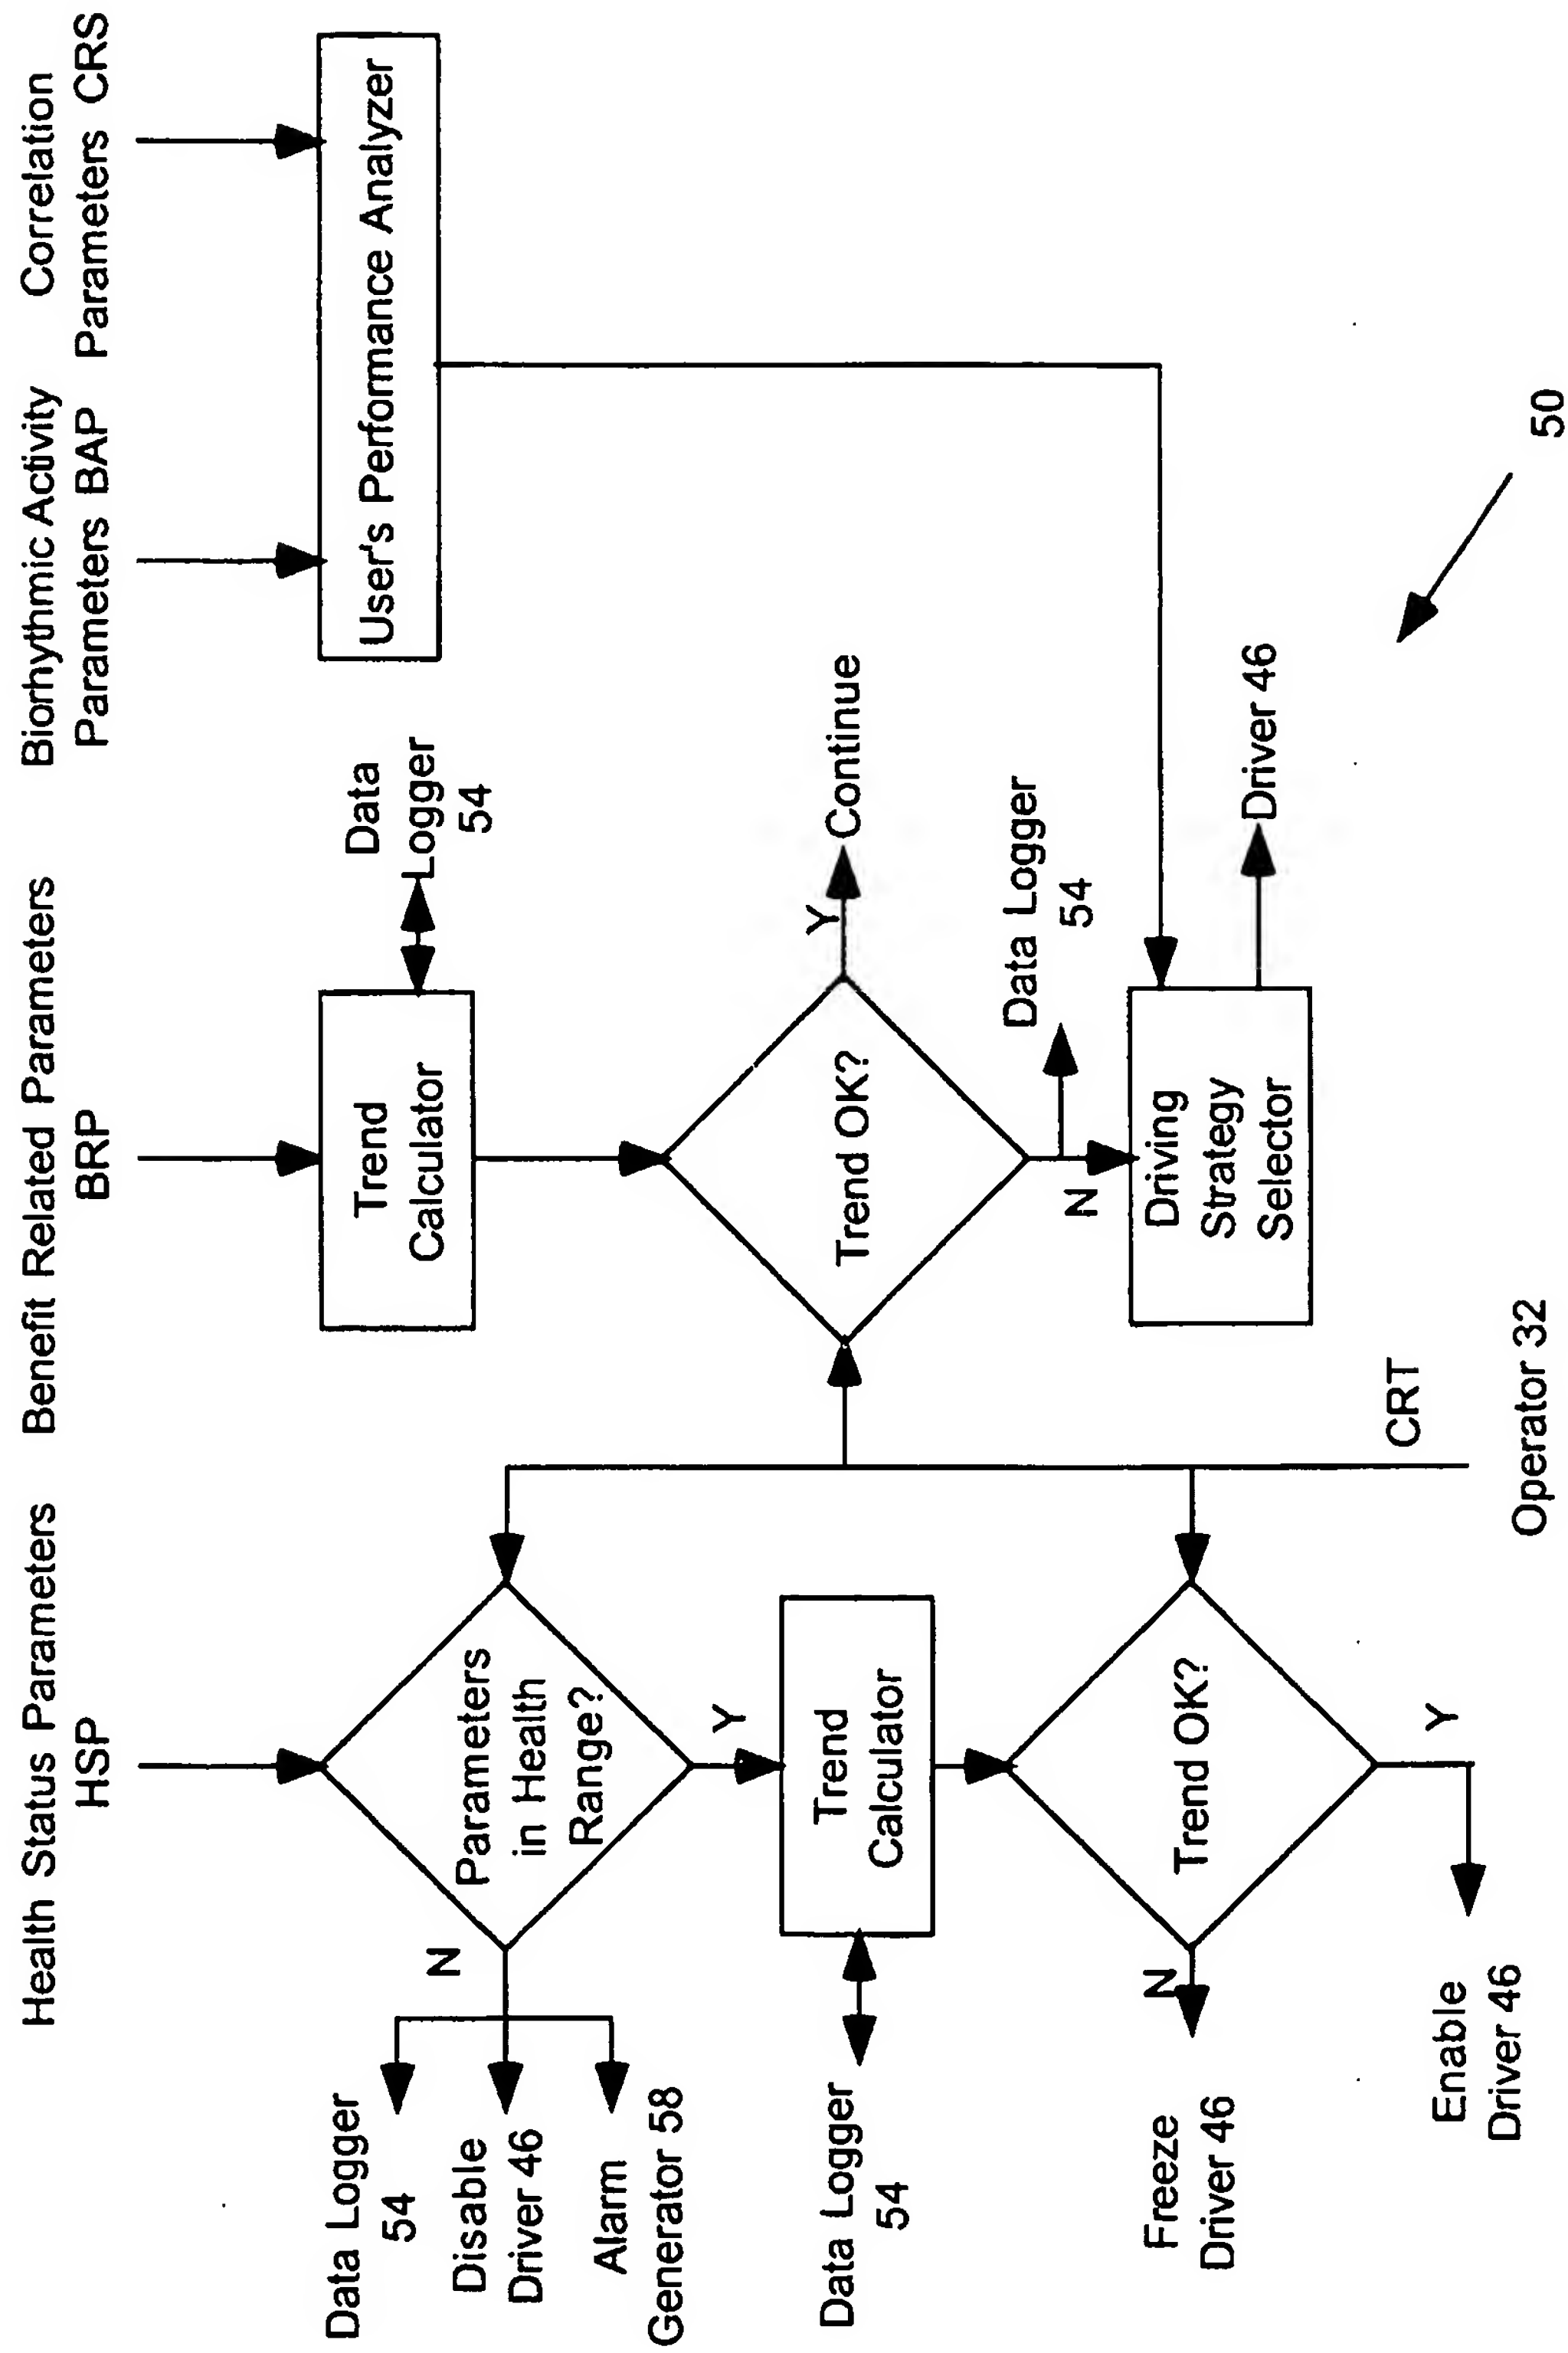 Health Status Parameters
HSP
Benefit Related Parameters
BRP
Biorhythmic Activity
Parameters BAP
Correlation
Parameters CRS
Parameters
in Health
Range?
N
Y
Data Logger
54
Disable
Driver 46
Alarm
Generator 58
Trend
Calculator
Data Logger
54
Trend OK?
N
Freeze
Driver 46
Y
Enable
Driver 46
CRT
Operator 32
Trend
Calculator
Data
Logger
54
Trend OK?
Y
Continue
N
Data Logger
54
Driving
Strategy
Selector
Driver 46
User's Performance Analyzer
50